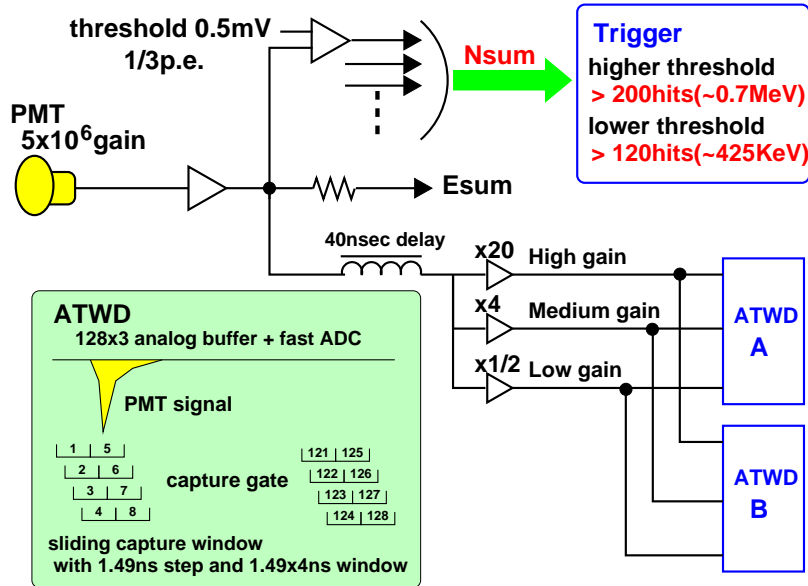 threshold 0.5mV
1/3p.e.
Nsum
Trigger
higher threshold
> 200hits(~0.7MeV)
lower threshold
> 120hits(~425KeV)
PMT
5x10⁶gain
Esum
40nsec delay
x20
High gain
x4
Medium gain
x1/2
Low gain
ATWD
A
ATWD
B
ATWD
128x3 analog buffer + fast ADC
PMT signal
1 5
2 6
3 7
4 8
capture gate
121 125
122 126
123 127
124 128
sliding capture window
with 1.49ns step and 1.49x4ns window